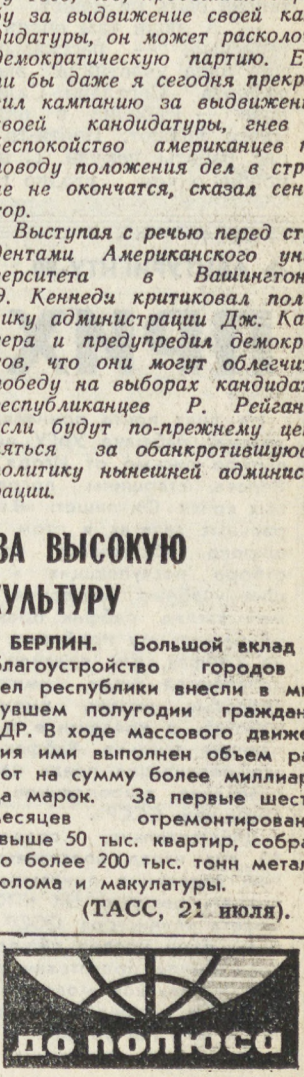 бу за выдвижение своей ка
дидатуры, он может расколо
демократическую партию. Е
ли бы даже я сегодня прекр
тил кампанию за выдвижен
своей кандидатуры, гнев
беспокойство американцев п
поводу положения дел в стр
не не окончатся, сказал сен
тор.
Выступая с речью перед ст
дентами Американского ун
верситета в Вашингтон
Э. Кеннеди критиковал пол
тику администрации Дж. Ка
тера и предупредил демокр
тов, что они могут облегчи
победу на выборах кандида
республиканцев Р. Рейган
если будут по-прежнему це
ляться за обанкротившую
политику нынешней админис
рации.
ЗА ВЫСОКУЮ
КУЛЬТУРУ
БЕРЛИН. Большой вклад
благоустройство городов
сел республики внесли в м
нувшем полугодии граждан
ГДР. В ходе массового движе
ния ими выполнен объем ра
бот на сумму более миллиар
да марок. За первые шест
месяцев отремонтирован
свыше 50 тыс. квартир, собра
но более 200 тыс. тонн метал
лолома и макулатуры.
(ТАСС, 21 июля).
до полюса